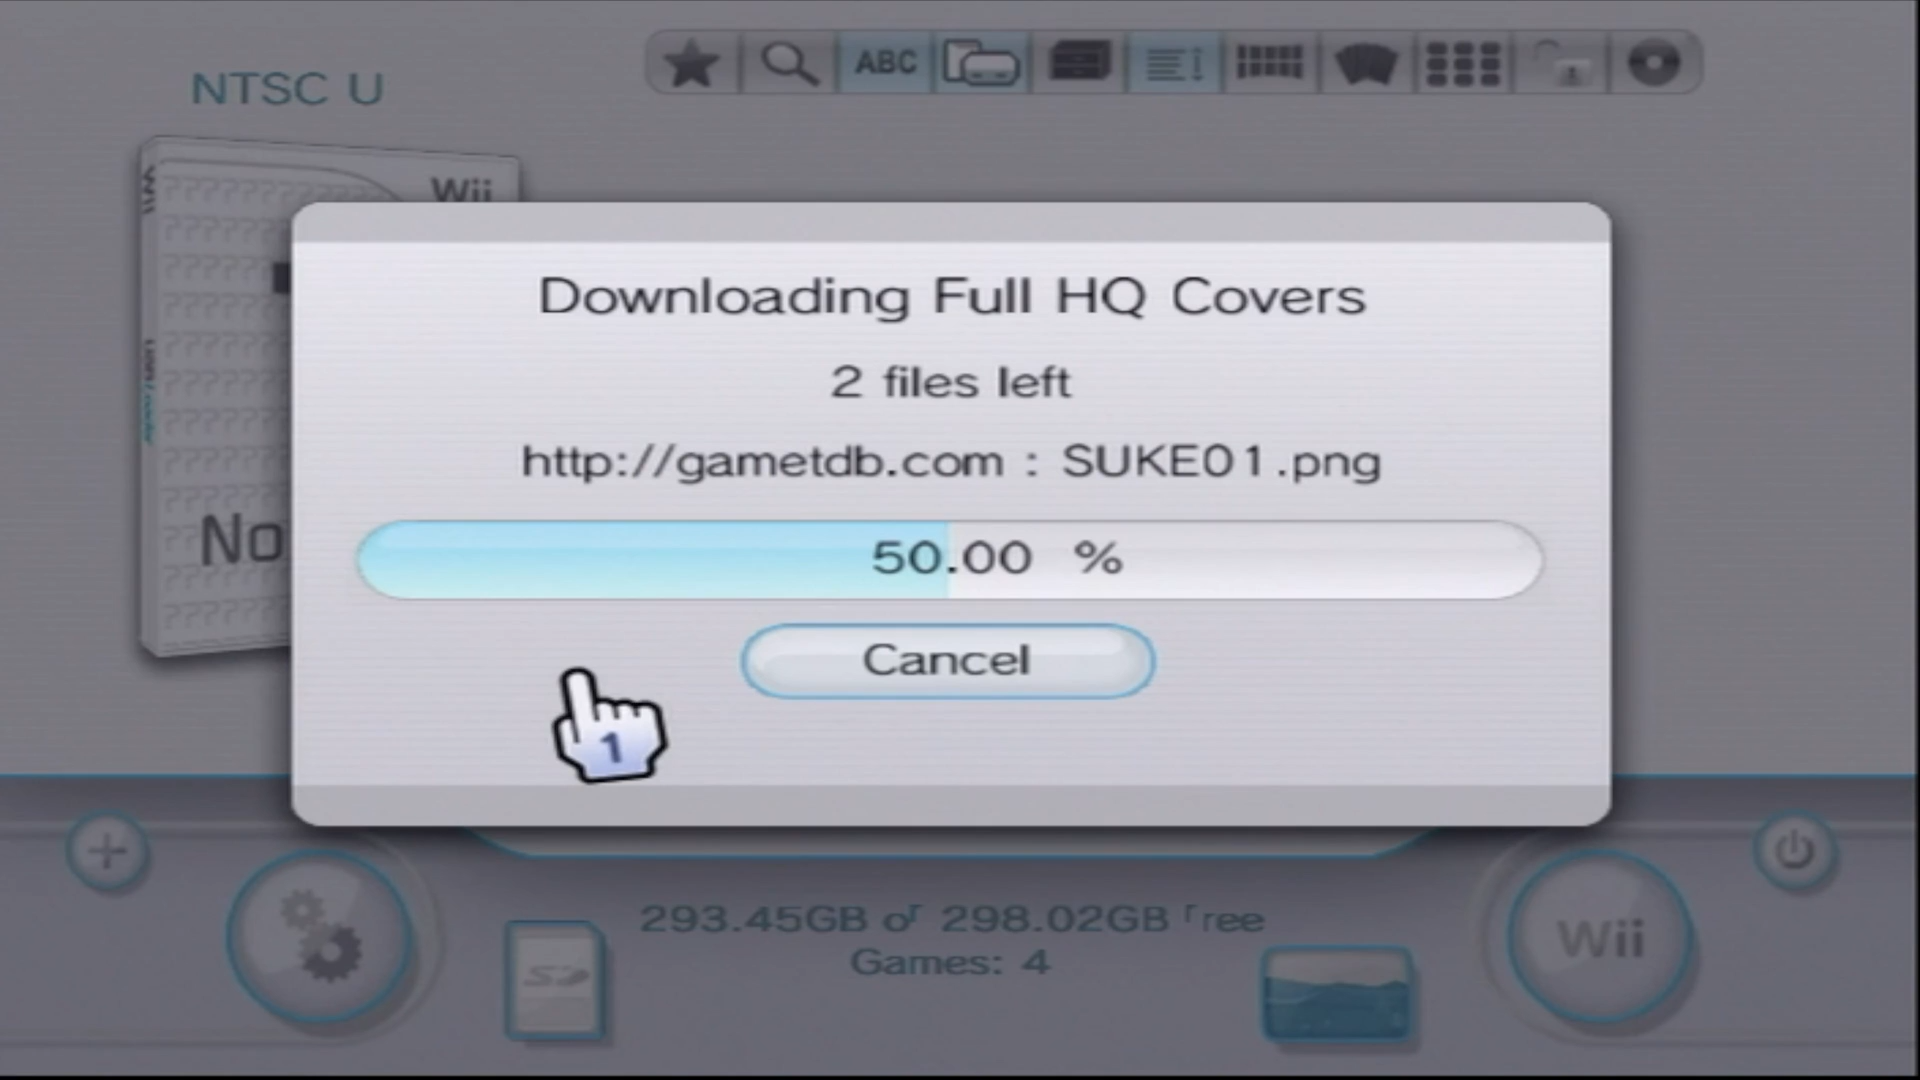 NTSC U
ABC
Wii
Wii
????????????
No
Downloading Full HQ Covers
2 files left
http://gametdb.com : SUKE01.png
50.00 %
Cancel
1
293.45GB of 298.02GB Free
Games: 4
Wii